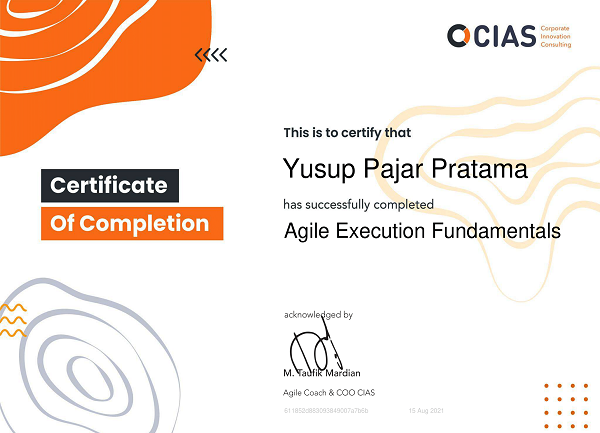 CIAS
Corporate
Innovation
Consulting
This is to certify that
Yusup Pajar Pratama
Certificate
Of Completion
has successfully completed
Agile Execution Fundamentals
acknowledged by
M. Taufik Mardian
Agile Coach & COO CIAS
15 Aug 2021